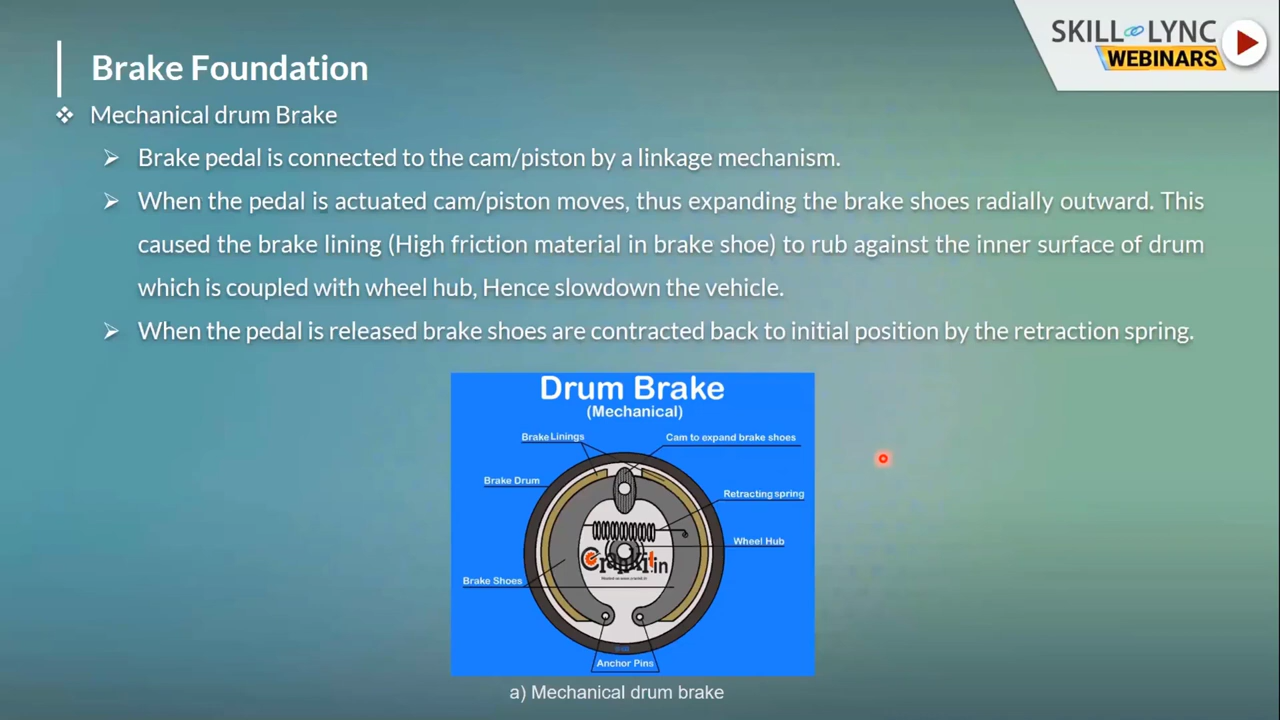 SKILL LYNC
WEBINARS
Brake Foundation
Mechanical drum Brake
Brake pedal is connected to the cam/piston by a linkage mechanism.
When the pedal is actuated cam/piston moves, thus expanding the brake shoes radially outward. This
caused the brake lining (High friction material in brake shoe) to rub against the inner surface of drum
which is coupled with wheel hub, Hence slowdown the vehicle.
When the pedal is released brake shoes are contracted back to initial position by the retraction spring.
Drum Brake
(Mechanical)
Brake Linings
Cam to expand brake shoes
Brake Drum
Retracting spring
Wheel Hub
CranKit.in
Brake Shoes
Anchor Pins
a) Mechanical drum brake